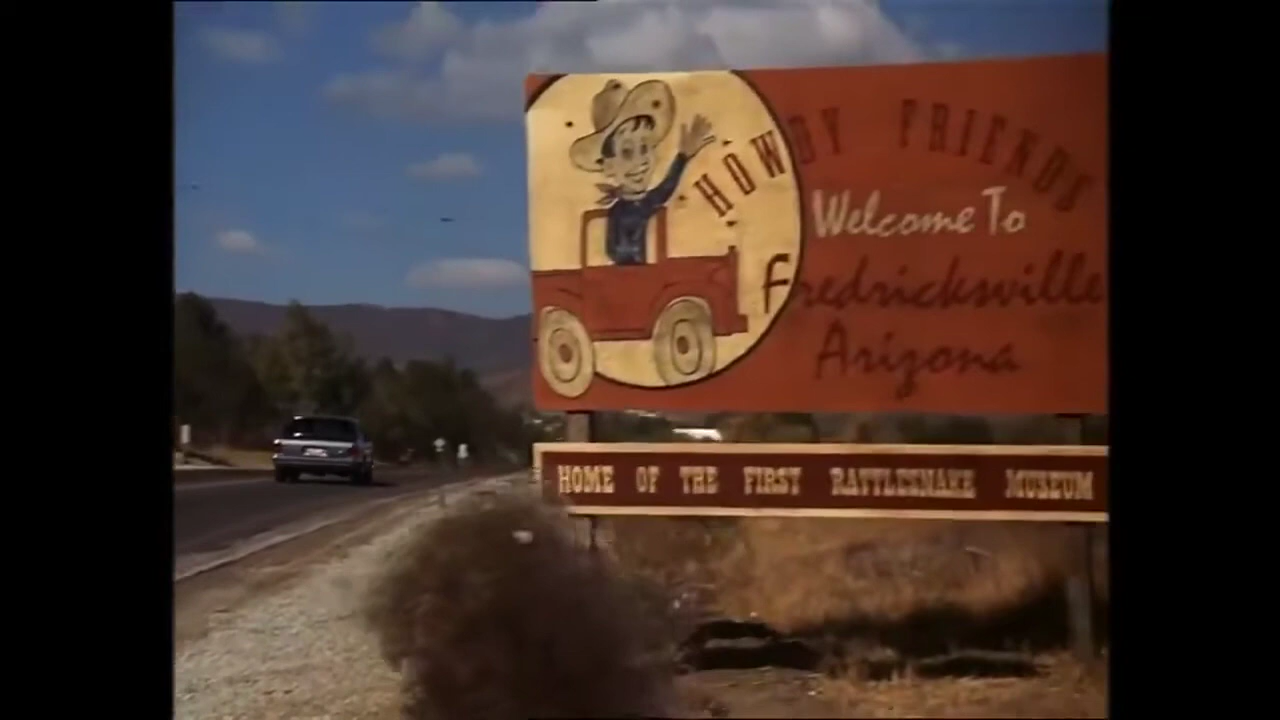 HOWDY FRIENDS
Welcome To
Fredricksville
Arizona
HOME OF THE FIRST RATTLESNAKE MUSEUM